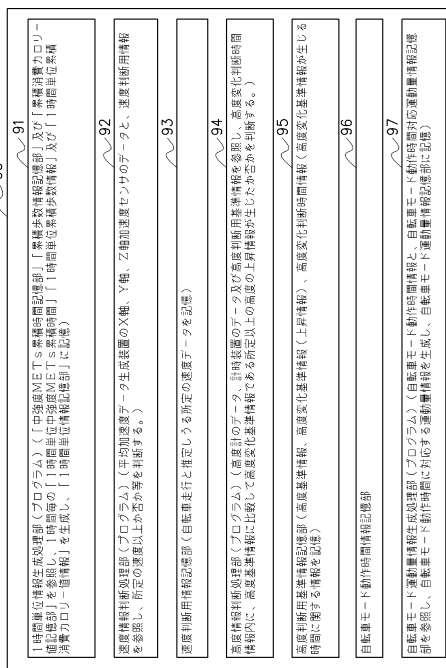 91
1時間単位情報生成処理部(プログラム)(「中強度METs累積時間記憶部」「累積歩数情報記憶部」及び「累積消費カロリー
値記憶部」を参照し、1時間毎の「1時間単位中強度METs累積時間」「1時間単位累積歩数情報」及び「1時間単位累積
消費カロリー値情報」を生成し、「1時間単位情報記憶部」に記憶)
92
速度情報判断処理部(プログラム)(平均加速度データ生成装置のX軸、Y軸、Z軸加速度センサのデータと、速度判断用情報
を参照し、所定の速度以上か否か等を判断する。)
93
速度判断用情報記憶部(自転車走行と推定しうる所定の速度データを記憶)
94
高度情報判断処理部(プログラム)(高度計のデータ、計時装置のデータ及び高度判断用基準情報を参照し、高度変化判断時間
情報内に、高度基準情報に比較して高度変化基準情報である所定以上の高度の上昇情報が生じたか否かを判断する。)
95
高度判断用基準情報記憶部(高度基準情報、高度変化基準情報(上昇情報)、高度変化判断時間情報(高度変化基準情報が生じる
時間に関する情報を記憶)
96
自転車モード動作時間情報記憶部
97
自転車モード運動量情報生成処理部(プログラム)(自転車モード動作時間情報と、自転車モード動作時間対応運動量情報記憶
部を参照し、自転車モード動作時間に対応する運動量情報を生成し、自転車モード運動量情報記憶部に記憶)